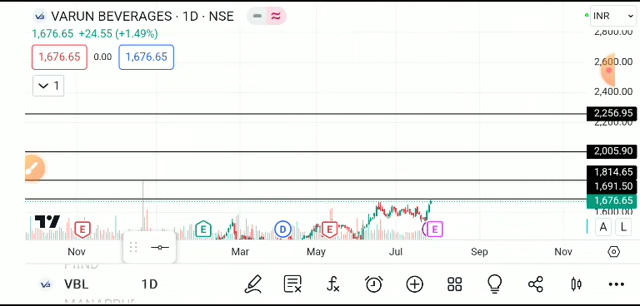 VARUN BEVERAGES · 1D · NSE
INR
1,676.65 +24.55 (+1.49%)
2,800.00
1,676.65 0.00 1,676.65
2,600.00
1
2,400.00
2,256.95
2,200.00
2,005.90
1,814.65
1,691.50
1,676.65
1,600.00
E E D E E A L
Nov Mar May Jul Sep Nov
VBL 1D